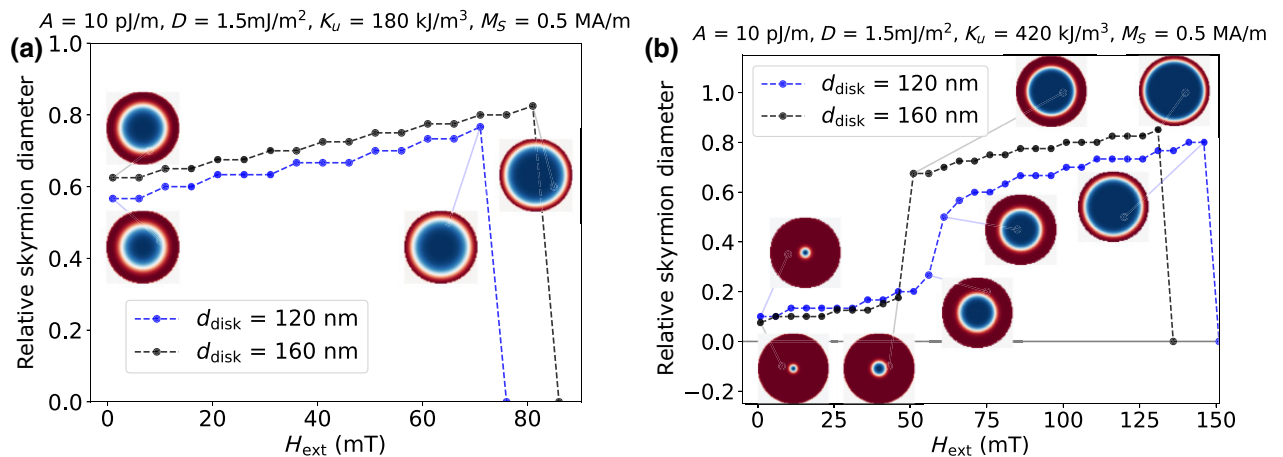 A = 10 pJ/m, D = 1.5mJ/m², Kᵤ = 180 kJ/m³, M_S = 0.5 MA/m
(a)
1.0
0.8
0.6
0.4
0.2
0.0
Relative skyrmion diameter
d_disk = 120 nm
d_disk = 160 nm
0 20 40 60 80
H_ext (mT)
A = 10 pJ/m, D = 1.5mJ/m², Kᵤ = 420 kJ/m³, M_S = 0.5 MA/m
(b)
1.0
0.8
0.6
0.4
0.2
0.0
−0.2
Relative skyrmion diameter
d_disk = 120 nm
d_disk = 160 nm
0 25 50 75 100 125 150
H_ext (mT)